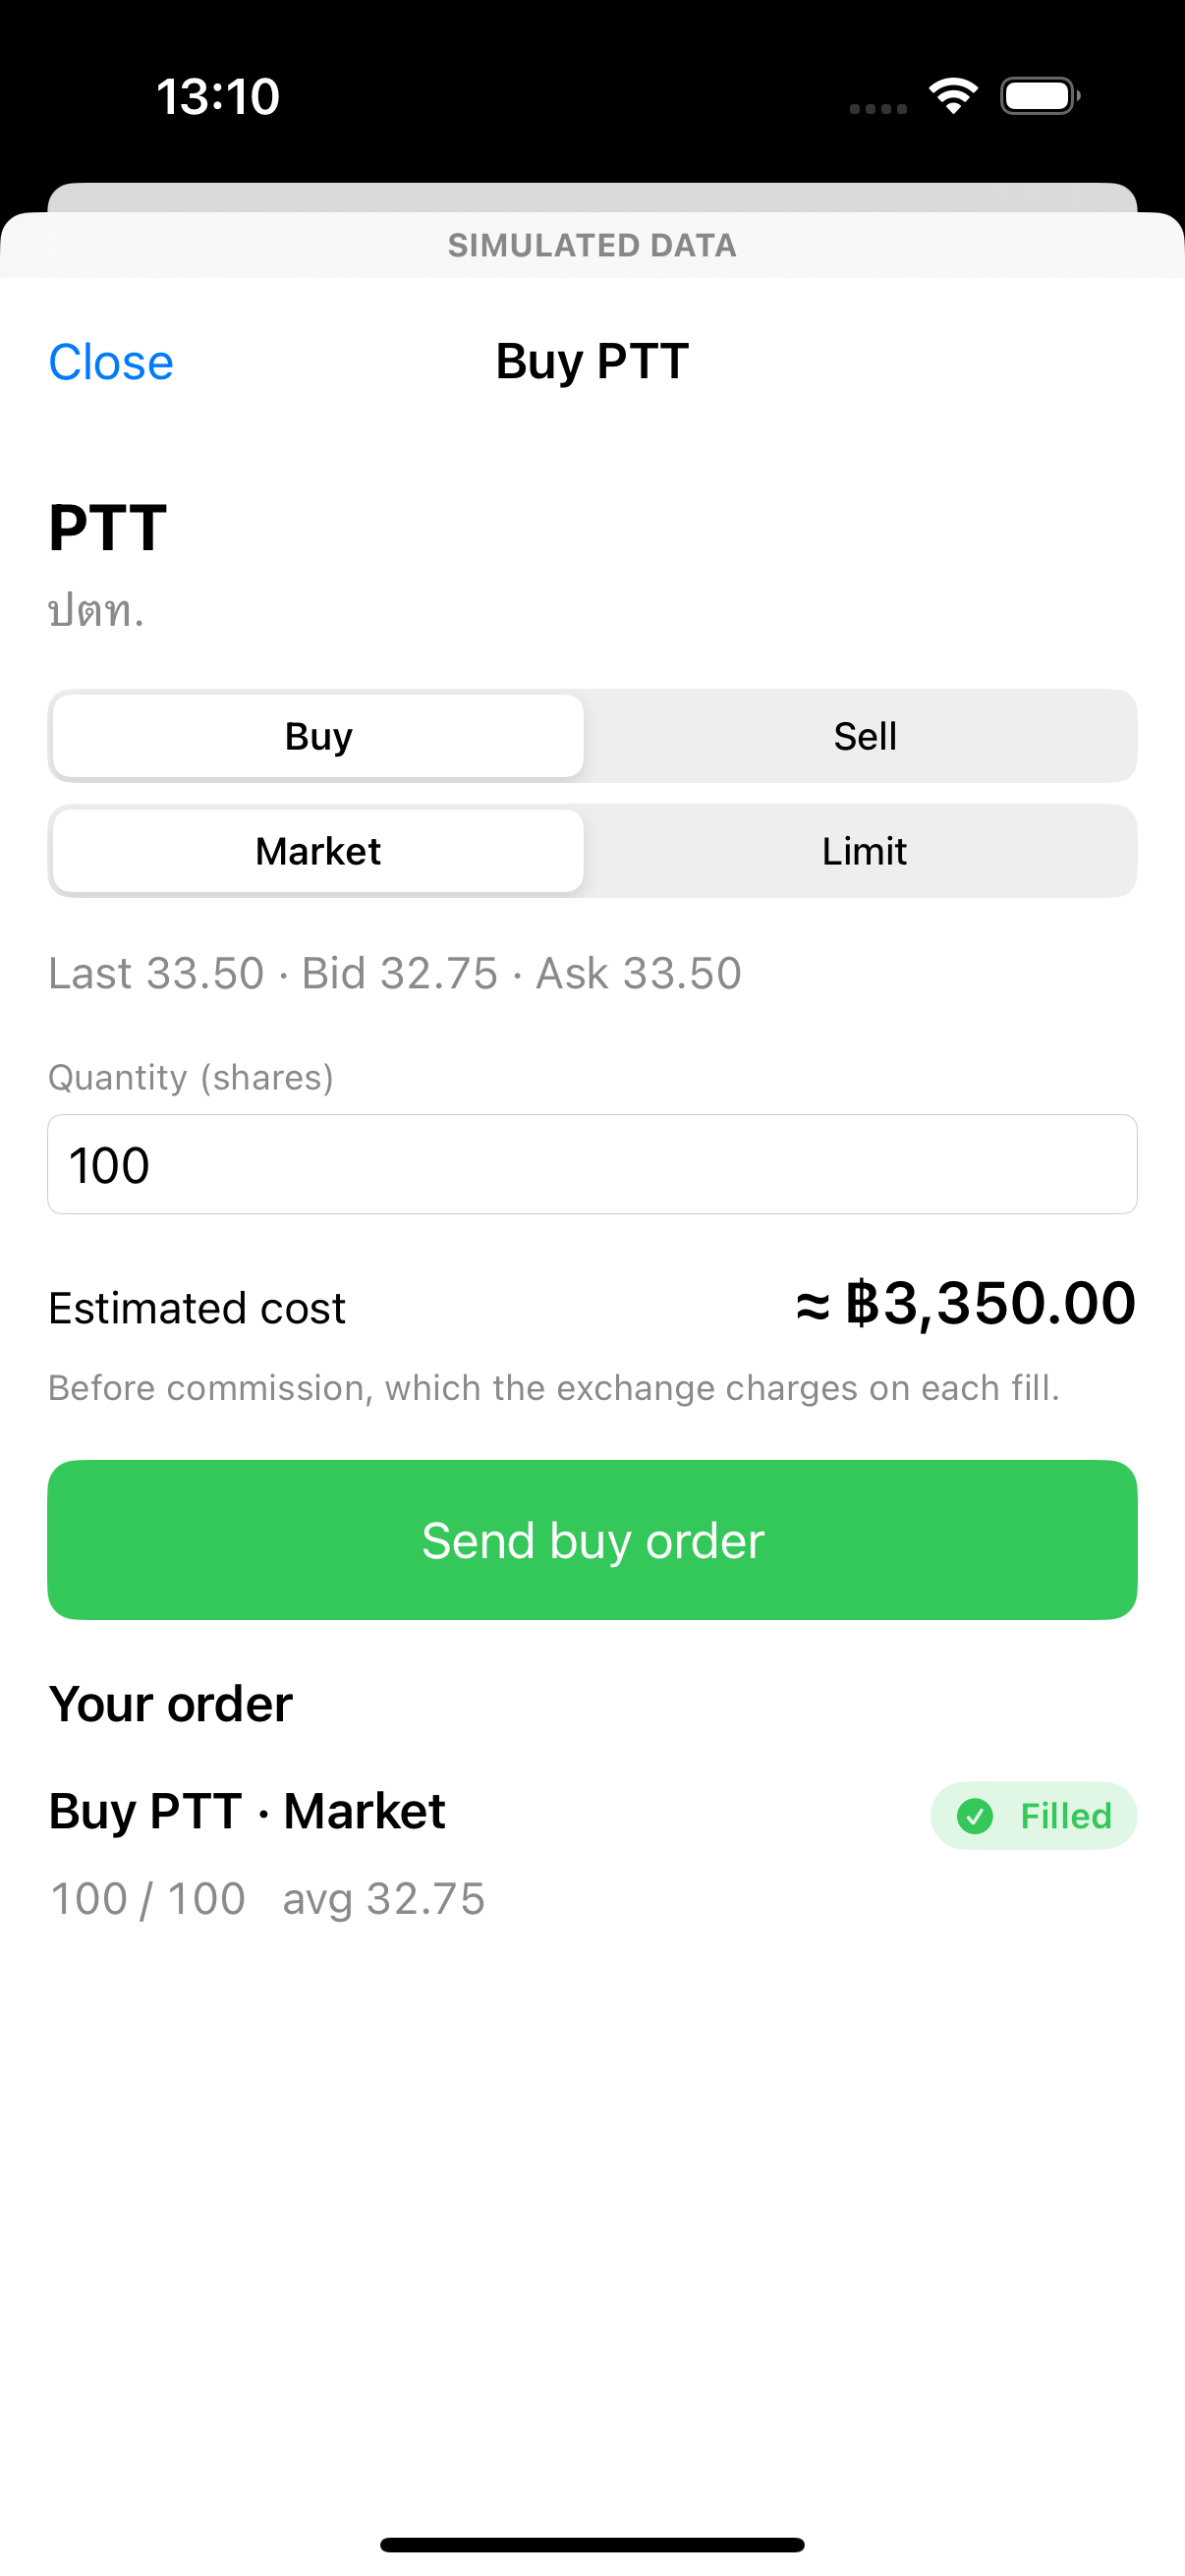 13:10
SIMULATED DATA
Close
Buy PTT
PTT
ปตท.
Buy
Sell
Market
Limit
Last 33.50 · Bid 32.75 · Ask 33.50
Quantity (shares)
100
Estimated cost
≈ ฿3,350.00
Before commission, which the exchange charges on each fill.
Send buy order
Your order
Buy PTT · Market
Filled
100 / 100 avg 32.75